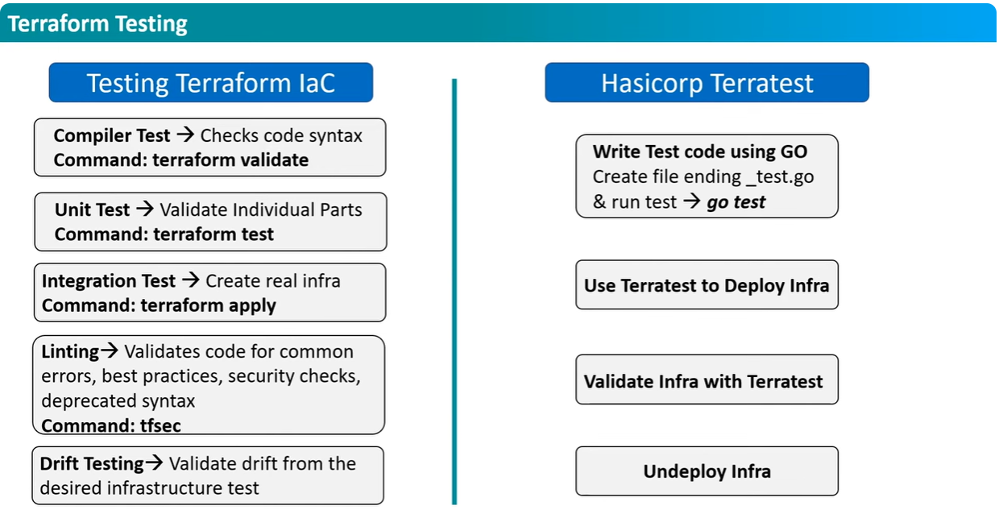 Terraform Testing
Testing Terraform IaC
Compiler Test → Checks code syntax
Command: terraform validate
Unit Test → Validate Individual Parts
Command: terraform test
Integration Test → Create real infra
Command: terraform apply
Linting→ Validates code for common
errors, best practices, security checks,
deprecated syntax
Command: tfsec
Drift Testing→ Validate drift from the
desired infrastructure test
Hasicorp Terratest
Write Test code using GO
Create file ending _test.go
& run test → go test
Use Terratest to Deploy Infra
Validate Infra with Terratest
Undeploy Infra